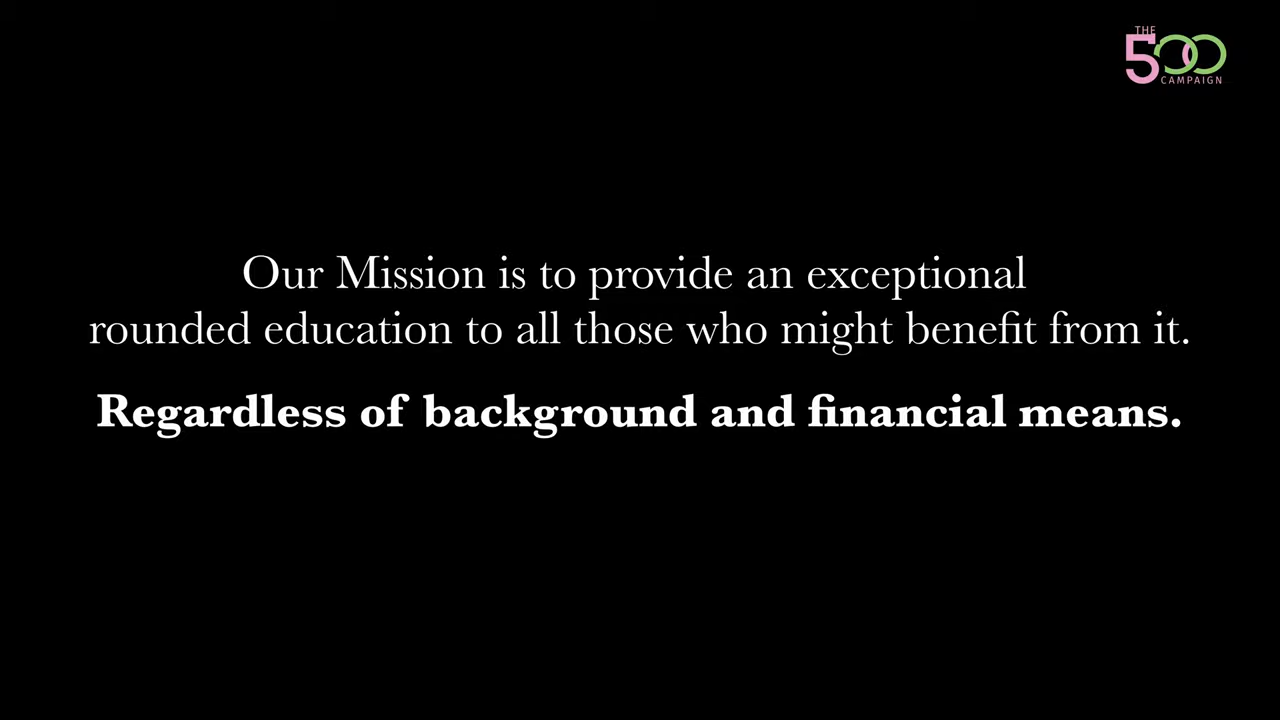 THE
500
CAMPAIGN
Our Mission is to provide an exceptional
rounded education to all those who might benefit from it.
Regardless of background and financial means.